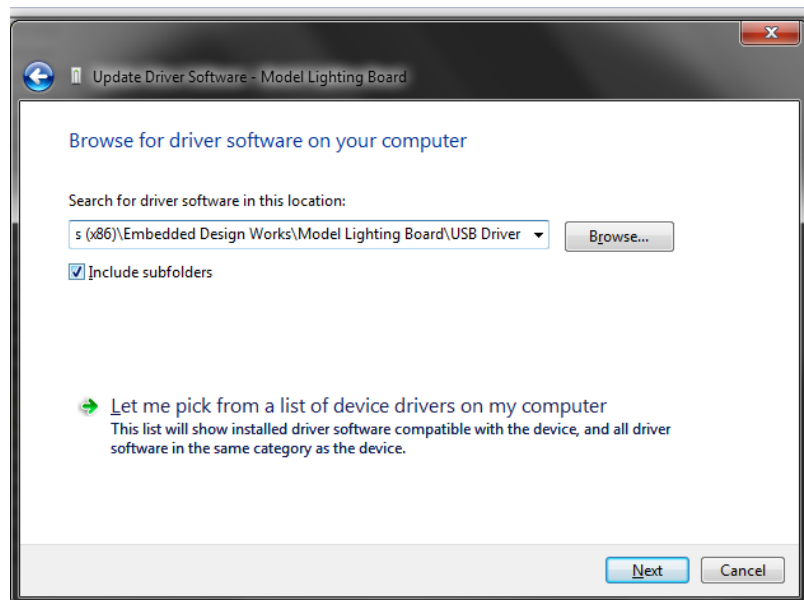 Update Driver Software - Model Lighting Board
Browse for driver software on your computer
Search for driver software in this location:
s (x86)\Embedded Design Works\Model Lighting Board\USB Driver
Browse...
Include subfolders
Let me pick from a list of device drivers on my computer
This list will show installed driver software compatible with the device, and all driver
software in the same category as the device.
Next
Cancel